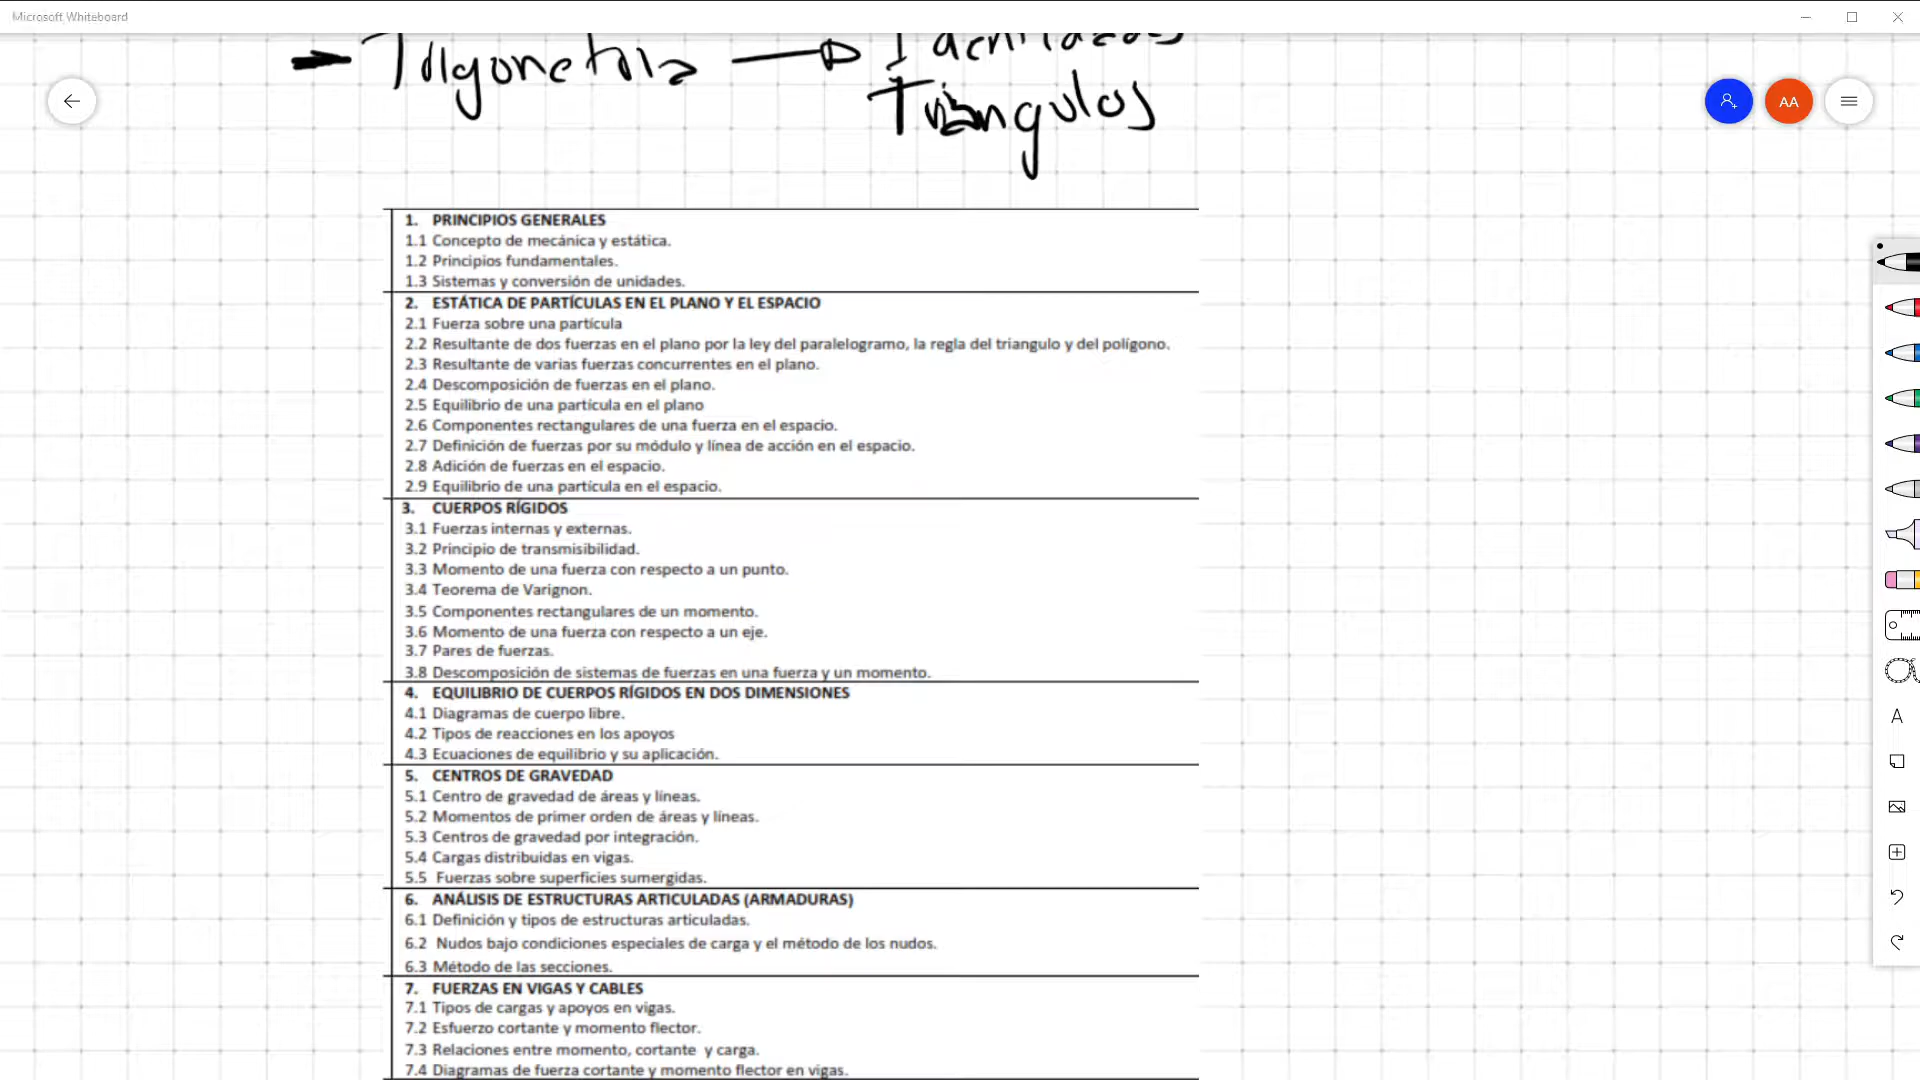 Microsoft Whiteboard
→ Trigonetria →
Triángulos
AA
1. PRINCIPIOS GENERALES
1.1 Concepto de mecánica y estática.
1.2 Principios fundamentales.
1.3 Sistemas y conversión de unidades.
2. ESTÁTICA DE PARTÍCULAS EN EL PLANO Y EL ESPACIO
2.1 Fuerza sobre una partícula
2.2 Resultante de dos fuerzas en el plano por la ley del paralelogramo, la regla del triangulo y del polígono.
2.3 Resultante de varias fuerzas concurrentes en el plano.
2.4 Descomposición de fuerzas en el plano.
2.5 Equilibrio de una partícula en el plano
2.6 Componentes rectangulares de una fuerza en el espacio.
2.7 Definición de fuerzas por su módulo y línea de acción en el espacio.
2.8 Adición de fuerzas en el espacio.
2.9 Equilibrio de una partícula en el espacio.
3. CUERPOS RÍGIDOS
3.1 Fuerzas internas y externas.
3.2 Principio de transmisibilidad.
3.3 Momento de una fuerza con respecto a un punto.
3.4 Teorema de Varignon.
3.5 Componentes rectangulares de un momento.
3.6 Momento de una fuerza con respecto a un eje.
3.7 Pares de fuerzas.
3.8 Descomposición de sistemas de fuerzas en una fuerza y un momento.
4. EQUILIBRIO DE CUERPOS RÍGIDOS EN DOS DIMENSIONES
4.1 Diagramas de cuerpo libre.
4.2 Tipos de reacciones en los apoyos
4.3 Ecuaciones de equilibrio y su aplicación.
5. CENTROS DE GRAVEDAD
5.1 Centro de gravedad de áreas y líneas.
5.2 Momentos de primer orden de áreas y líneas.
5.3 Centros de gravedad por integración.
5.4 Cargas distribuidas en vigas.
5.5 Fuerzas sobre superficies sumergidas.
6. ANÁLISIS DE ESTRUCTURAS ARTICULADAS (ARMADURAS)
6.1 Definición y tipos de estructuras articuladas.
6.2 Nudos bajo condiciones especiales de carga y el método de los nudos.
6.3 Método de las secciones.
7. FUERZAS EN VIGAS Y CABLES
7.1 Tipos de cargas y apoyos en vigas.
7.2 Esfuerzo cortante y momento flector.
7.3 Relaciones entre momento, cortante y carga.
7.4 Diagramas de fuerza cortante y momento flector en vigas.